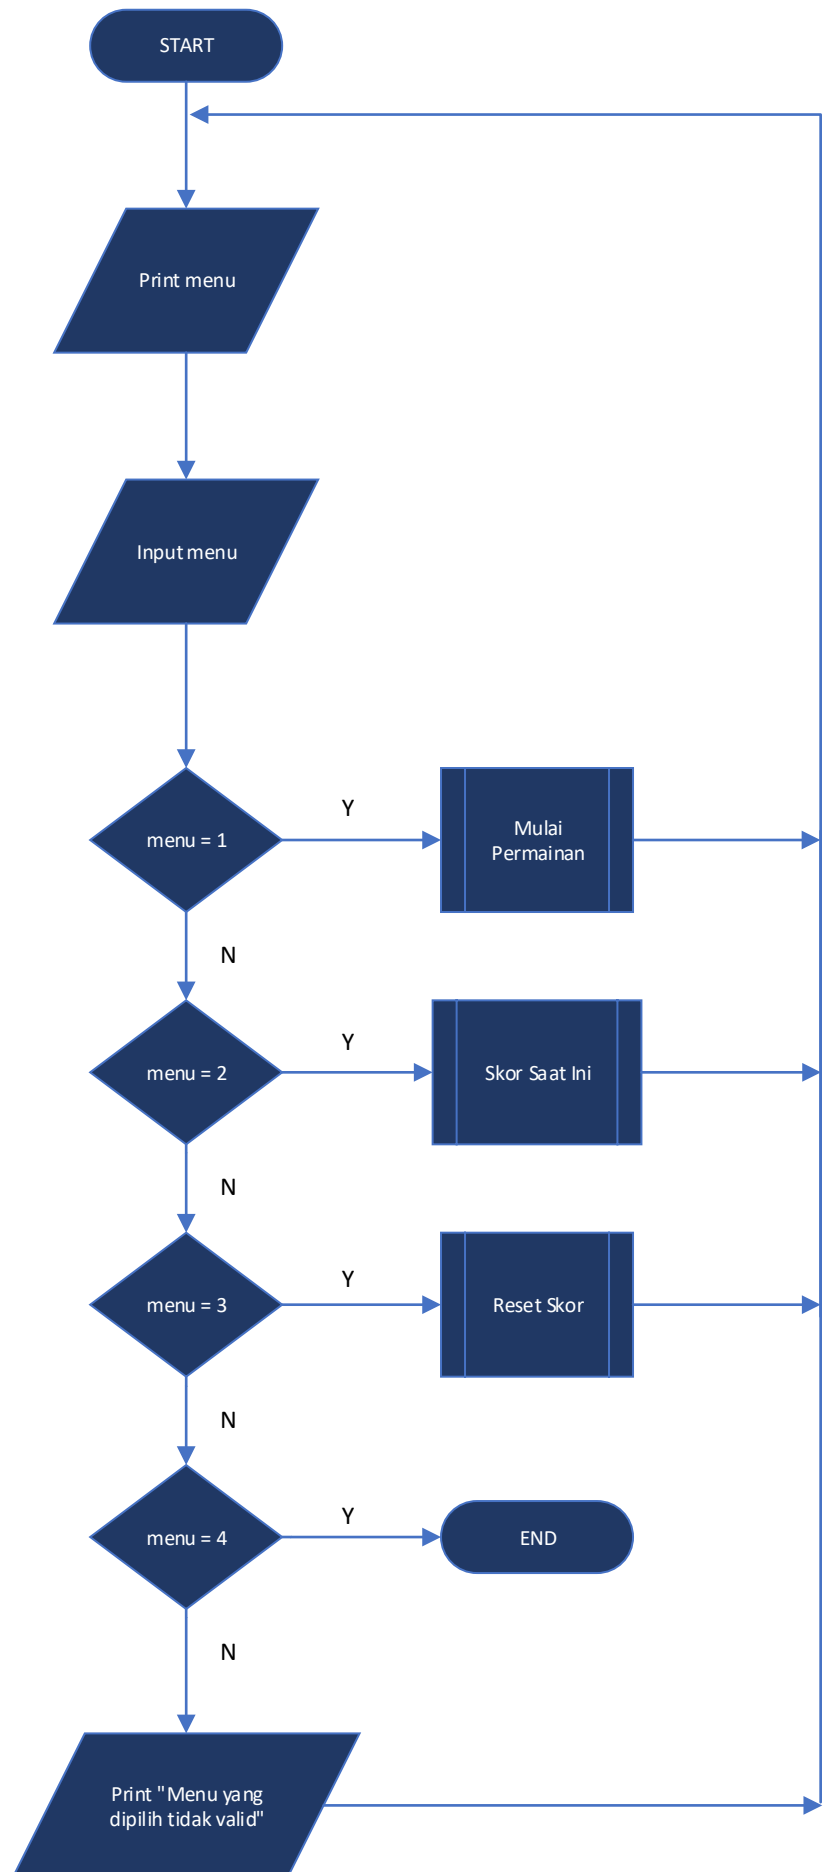 START
Print menu
Input menu
menu = 1
Y
Mulai
Permainan
N
menu = 2
Y
Skor Saat Ini
N
menu = 3
Y
Reset Skor
N
menu = 4
Y
END
N
Print "Menu yang
dipilih tidak valid"